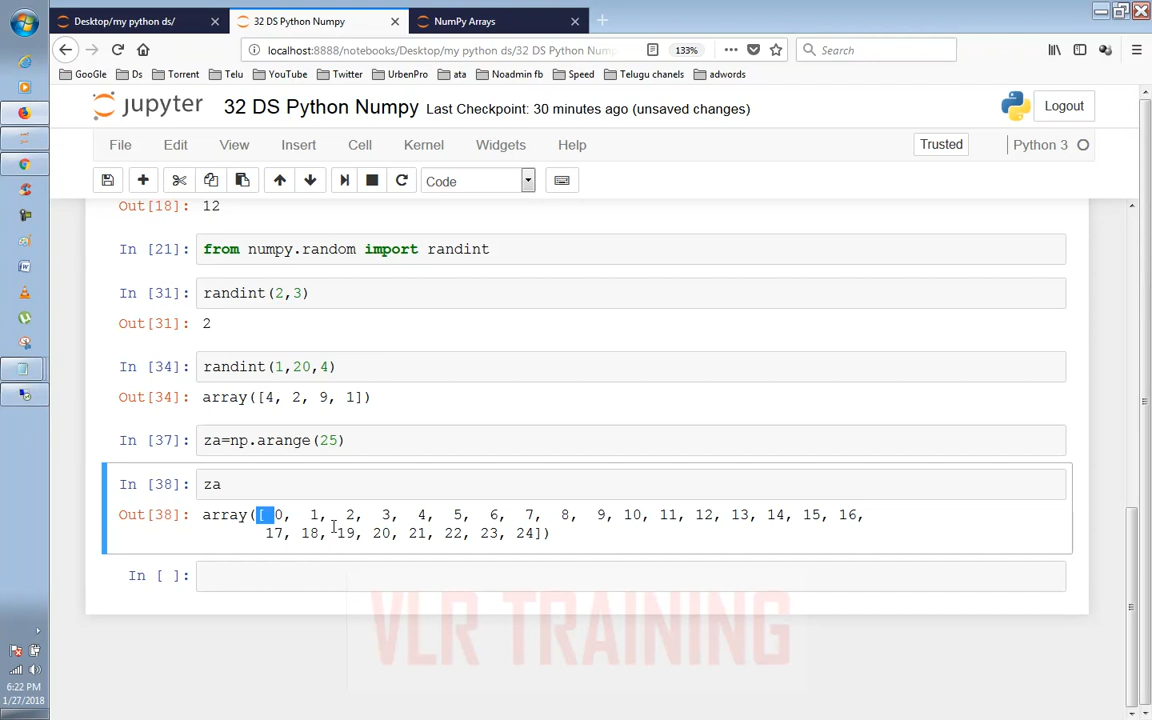 Desktop/my python ds/
32 DS Python Numpy
NumPy Arrays
localhost:8888/notebooks/Desktop/my python ds/32 DS Python Num
133%
Search
GooGle
Ds
Torrent
Telu
YouTube
Twitter
UrbenPro
ata
Noadmin fb
Speed
Telugu chanels
adwords
jupyter
32 DS Python Numpy Last Checkpoint: 30 minutes ago (unsaved changes)
Logout
File Edit View Insert Cell Kernel Widgets Help
Trusted
Python 3
Code
Out[18]: 12
In [21]: from numpy.random import randint
In [31]: randint(2,3)
Out[31]: 2
In [34]: randint(1,20,4)
Out[34]: array([4, 2, 9, 1])
In [37]: za=np.arange(25)
In [38]: za
Out[38]: array([ 0, 1, 2, 3, 4, 5, 6, 7, 8, 9, 10, 11, 12, 13, 14, 15, 16,
17, 18, 19, 20, 21, 22, 23, 24])
In [ ]:
VLR TRAINING
6:22 PM
1/27/2018